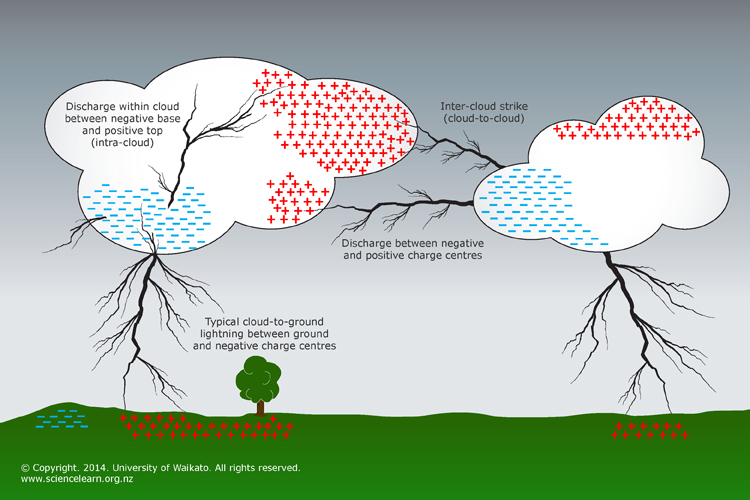 Discharge within cloud
between negative base
and positive top
(intra-cloud)
Inter-cloud strike
(cloud-to-cloud)
Discharge between negative
and positive charge centres
Typical cloud-to-ground
lightning between ground
and negative charge centres
© Copyright. 2014. University of Waikato. All rights reserved.
www.sciencelearn.org.nz